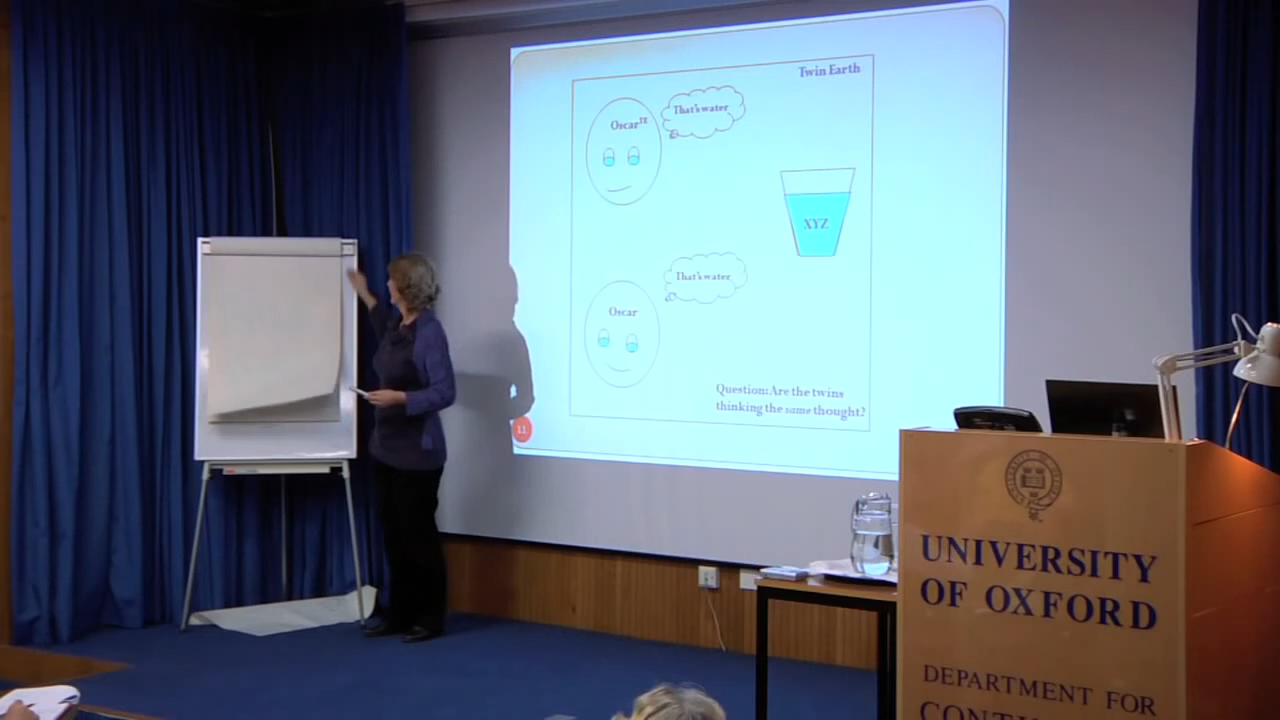 Twin Earth
That's water
Oscar
XYZ
That's water
Oscar
Question: Are the twins
thinking the same thought?
11
UNIVERSITY
OF OXFORD
DEPARTMENT FOR